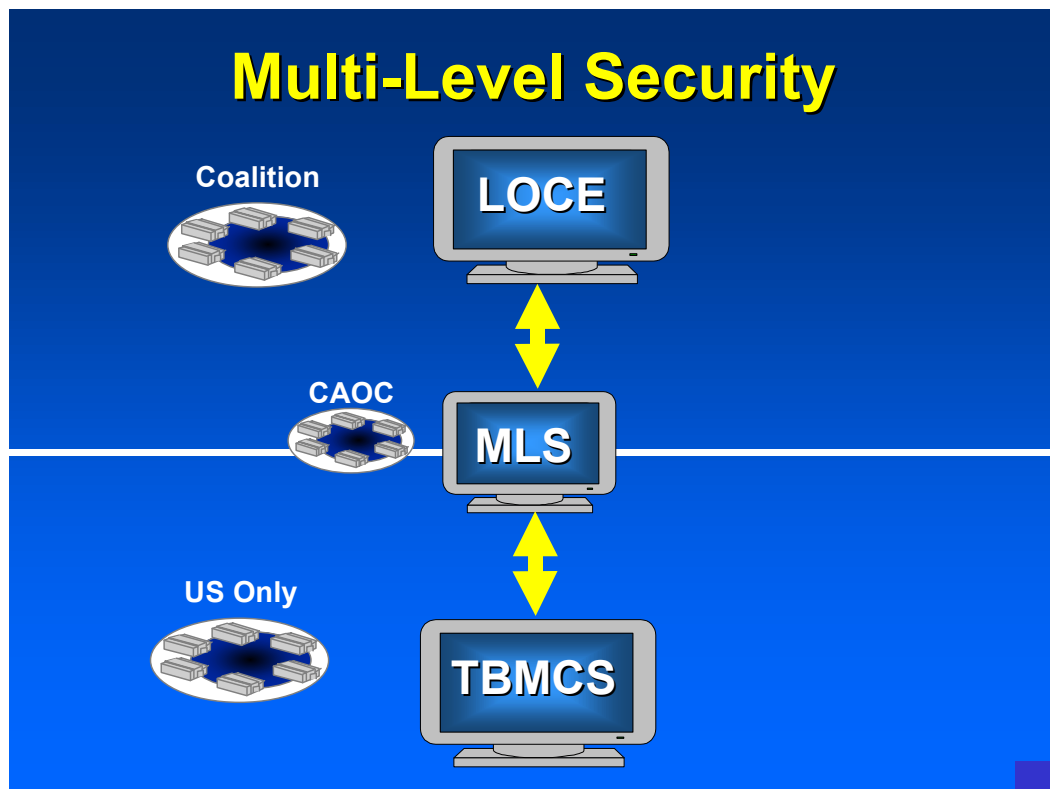 Multi-Level Security
Coalition
LOCE
CAOC
MLS
US Only
TBMCS